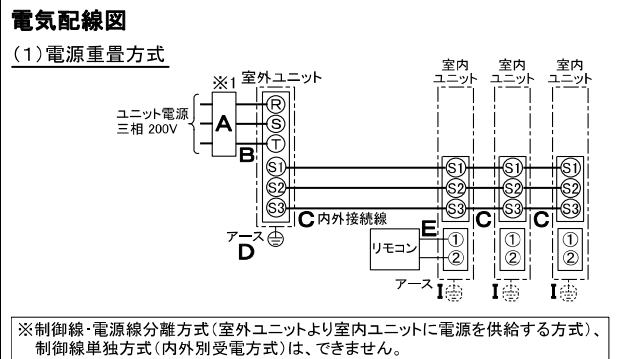 電気配線図
(1)電源重畳方式
※1
室外ユニット
室内
ユニット
室内
ユニット
室内
ユニット
ユニット電源
三相 200V
A
B
R
S
T
S1
S2
S3
S1
S2
S3
S1
S2
S3
S1
S2
S3
C 内外接続線
C
C
アース
D
E
リモコン
①
②
①
②
①
②
アース
I
I
I
※制御線・電源線分離方式(室外ユニットより室内ユニットに電源を供給する方式)、
制御線単独方式(内外別受電方式)は、できません。